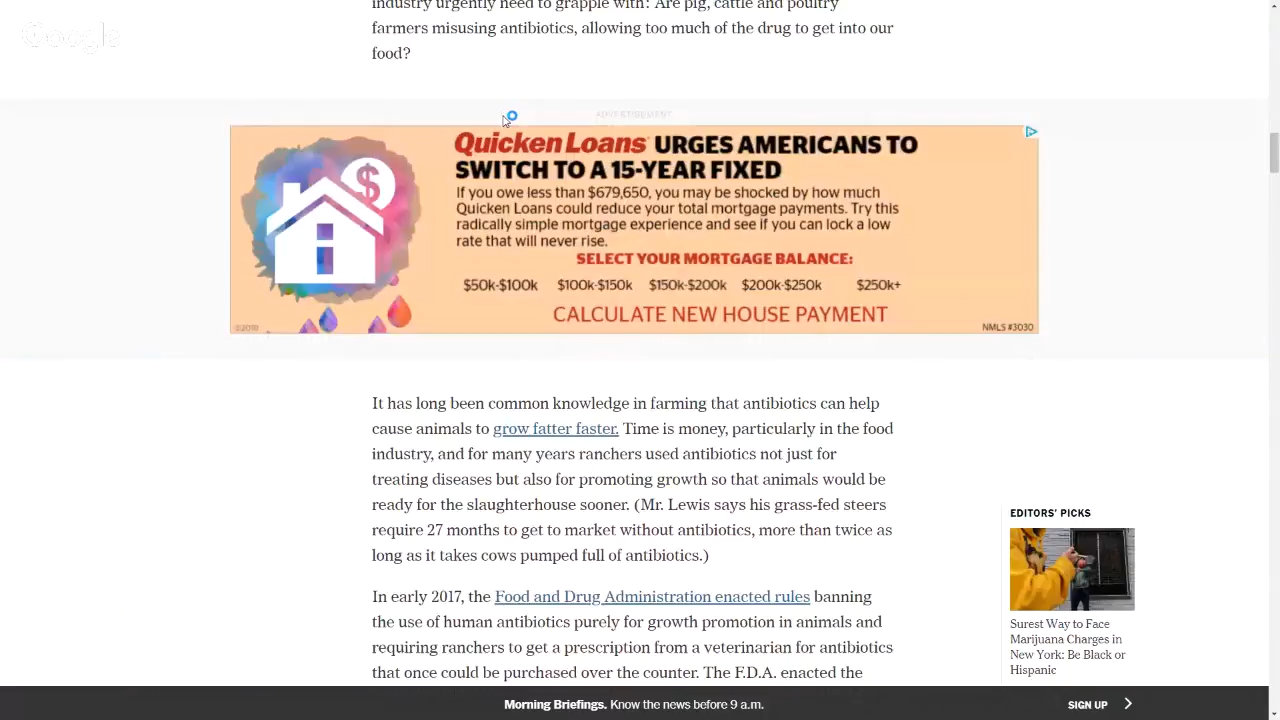 industry urgently need to grapple with: Are pig, cattle and poultry
farmers misusing antibiotics, allowing too much of the drug to get into our
food?
Google
ADVERTISEMENT
Quicken Loans URGES AMERICANS TO
SWITCH TO A 15-YEAR FIXED
If you owe less than $679,650, you may be shocked by how much
Quicken Loans could reduce your total mortgage payments. Try this
radically simple mortgage experience and see if you can lock a low
rate that will never rise.
SELECT YOUR MORTGAGE BALANCE:
$50k-$100k $100k-$150k $150k-$200k $200k-$250k $250k+
CALCULATE NEW HOUSE PAYMENT
NMLS #3030
It has long been common knowledge in farming that antibiotics can help
cause animals to grow fatter faster. Time is money, particularly in the food
industry, and for many years ranchers used antibiotics not just for
treating diseases but also for promoting growth so that animals would be
ready for the slaughterhouse sooner. (Mr. Lewis says his grass-fed steers
require 27 months to get to market without antibiotics, more than twice as
long as it takes cows pumped full of antibiotics.)
In early 2017, the Food and Drug Administration enacted rules banning
the use of human antibiotics purely for growth promotion in animals and
requiring ranchers to get a prescription from a veterinarian for antibiotics
that once could be purchased over the counter. The F.D.A. enacted the
EDITORS' PICKS
Surest Way to Face
Marijuana Charges in
New York: Be Black or
Hispanic
Morning Briefings. Know the news before 9 a.m.
SIGN UP